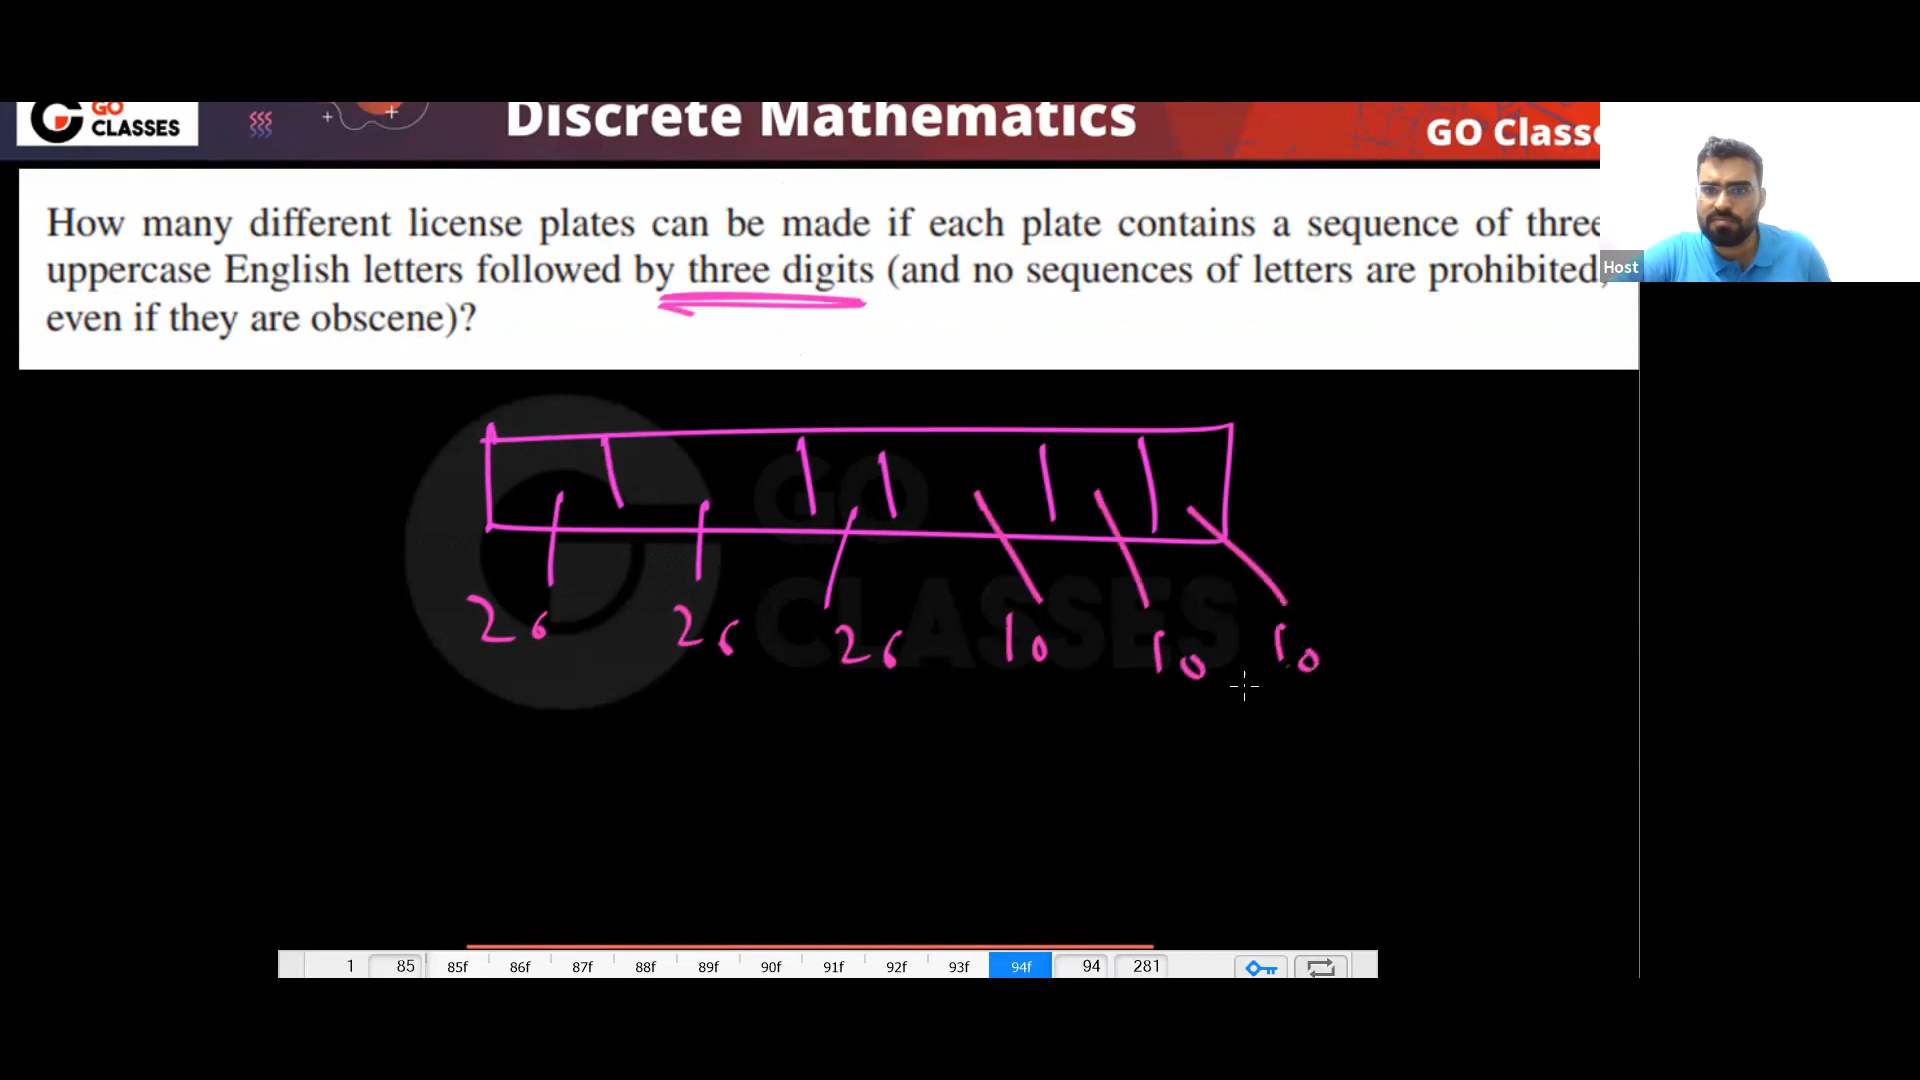 GO
CLASSES
Discrete Mathematics
GO Classe
How many different license plates can be made if each plate contains a sequence of three
uppercase English letters followed by three digits (and no sequences of letters are prohibited,
even if they are obscene)?
Host
GO
CLASSES
26 26 26 10 10 10
1 85 85f 86f 87f 88f 89f 90f 91f 92f 93f 94f 94 281